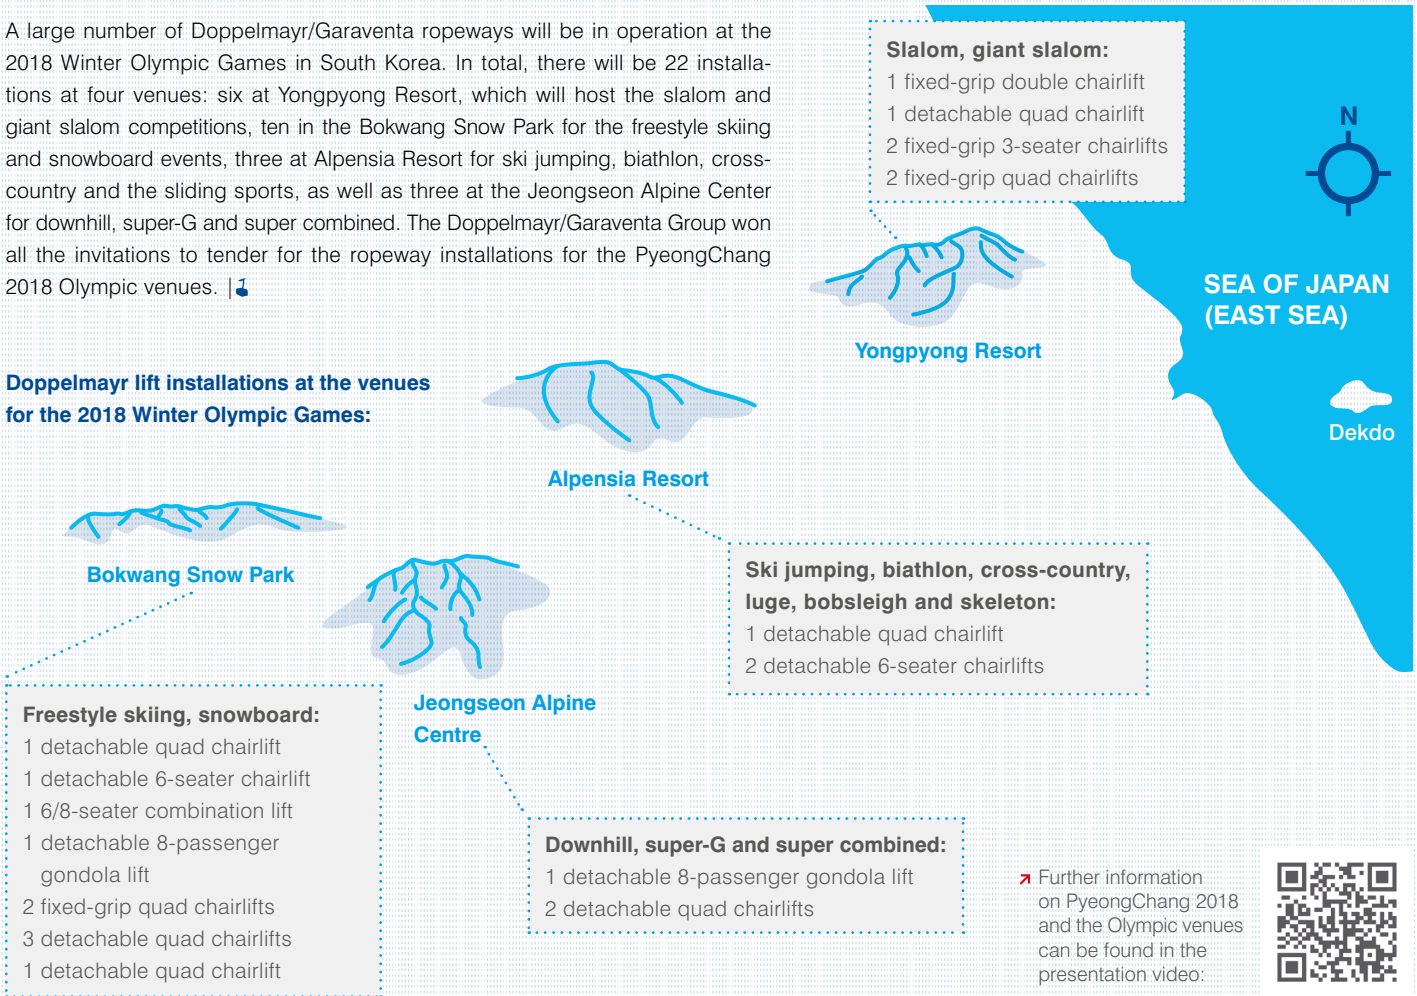 A large number of Doppelmayr/Garaventa ropeways will be in operation at the
2018 Winter Olympic Games in South Korea. In total, there will be 22 installa-
tions at four venues: six at Yongpyong Resort, which will host the slalom and
giant slalom competitions, ten in the Bokwang Snow Park for the freestyle skiing
and snowboard events, three at Alpensia Resort for ski jumping, biathlon, cross-
country and the sliding sports, as well as three at the Jeongseon Alpine Center
for downhill, super-G and super combined. The Doppelmayr/Garaventa Group won
all the invitations to tender for the ropeway installations for the PyeongChang
2018 Olympic venues. |
Slalom, giant slalom:
1 fixed-grip double chairlift
1 detachable quad chairlift
2 fixed-grip 3-seater chairlifts
2 fixed-grip quad chairlifts
N
SEA OF JAPAN
(EAST SEA)
Dekdo
Yongpyong Resort
Doppelmayr lift installations at the venues
for the 2018 Winter Olympic Games:
Alpensia Resort
Bokwang Snow Park
Ski jumping, biathlon, cross-country,
luge, bobsleigh and skeleton:
1 detachable quad chairlift
2 detachable 6-seater chairlifts
Jeongseon Alpine
Centre
Freestyle skiing, snowboard:
1 detachable quad chairlift
1 detachable 6-seater chairlift
1 6/8-seater combination lift
1 detachable 8-passenger
gondola lift
2 fixed-grip quad chairlifts
3 detachable quad chairlifts
1 detachable quad chairlift
Downhill, super-G and super combined:
1 detachable 8-passenger gondola lift
2 detachable quad chairlifts
Further information
on PyeongChang 2018
and the Olympic venues
can be found in the
presentation video: